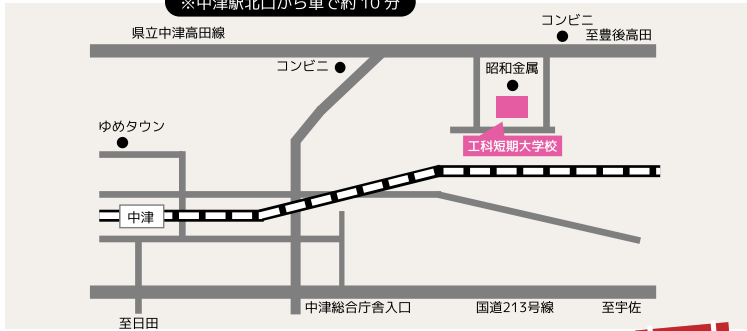 ※中津駅北口から車で約10分
コンビニ
県立中津高田線
至豊後高田
コンビニ
昭和金属
ゆめタウン
工科短期大学校
中津
中津総合庁舎入口
国道213号線
至宇佐
至日田